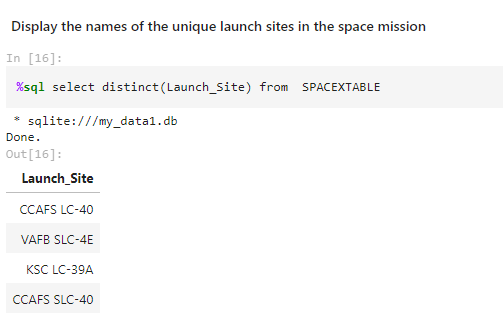 Display the names of the unique launch sites in the space mission
In [16]:
%sql select distinct(Launch_Site) from  SPACEXTABLE
* sqlite:///my_data1.db
Done.
Out[16]:
Launch_Site
CCAFS LC-40
VAFB SLC-4E
KSC LC-39A
CCAFS SLC-40